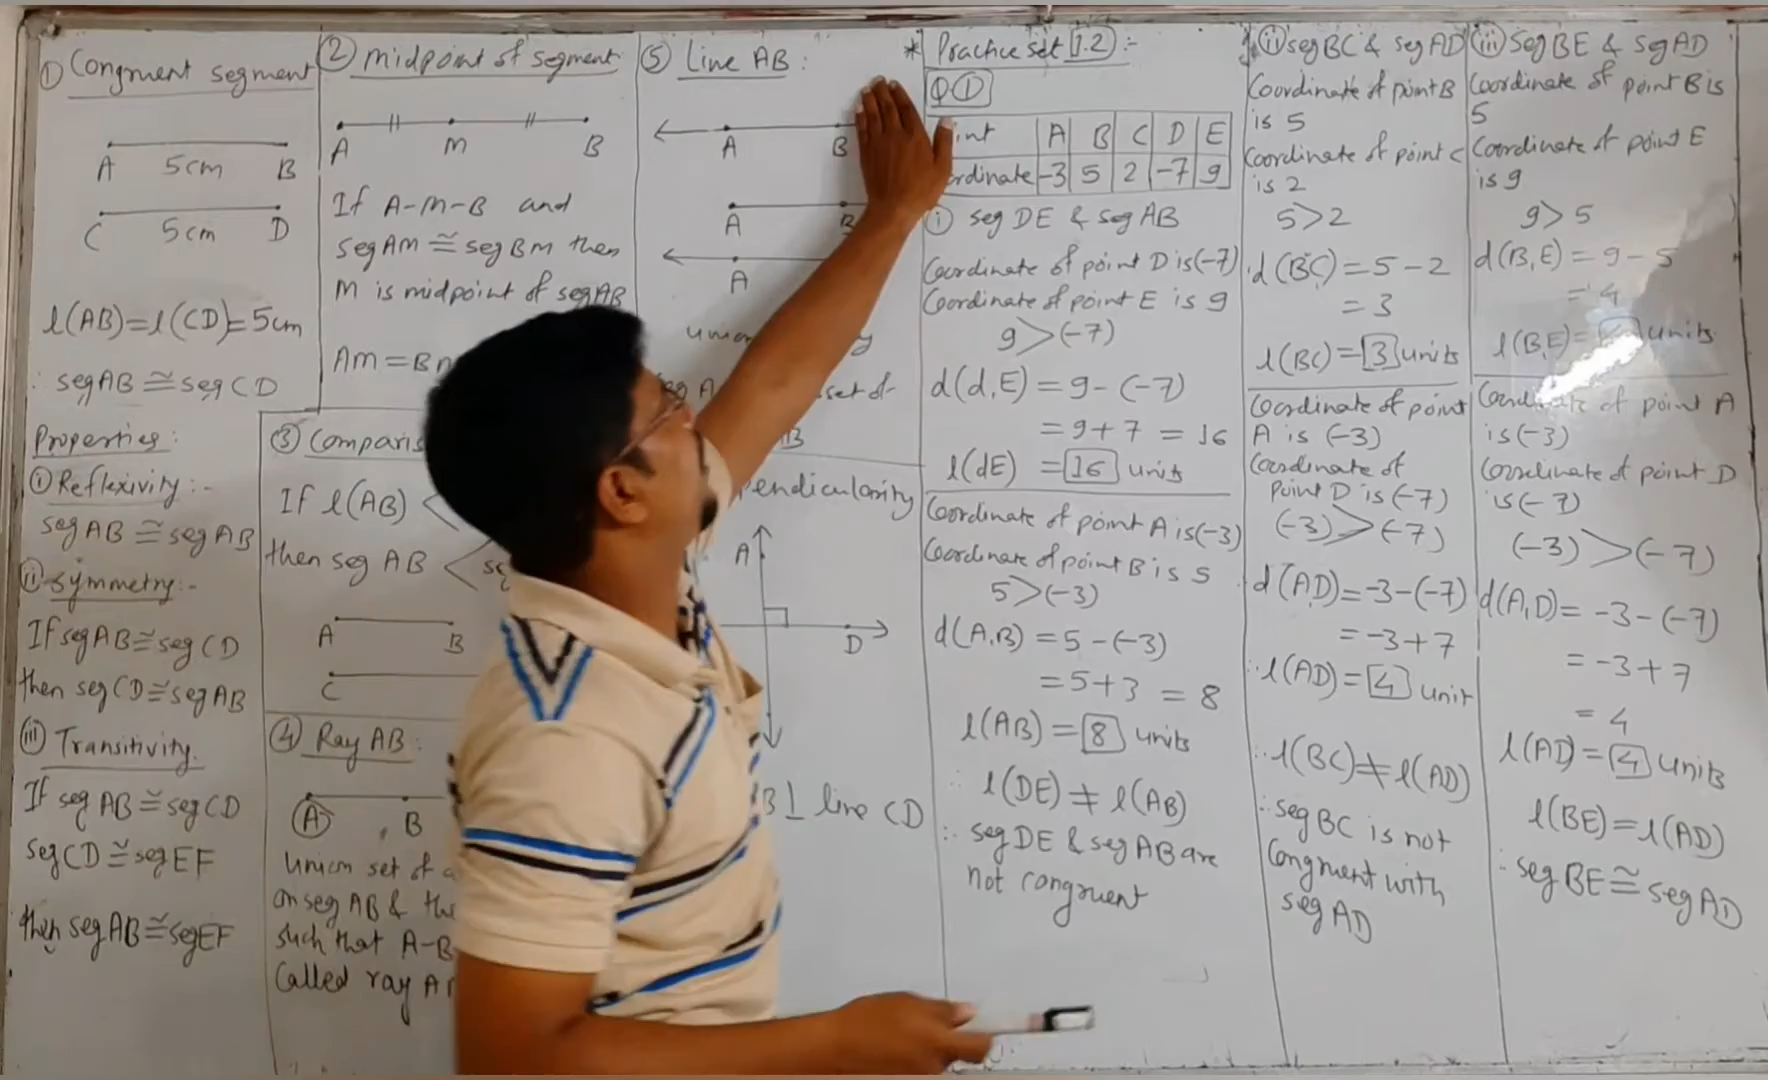 ① Congruent segment
A 5cm B
C 5cm D
l(AB)=l(CD)=5cm
∴ seg AB ≅ seg CD
Properties:
ⓘ Reflexivity:-
seg AB ≅ seg AB
ⓘⓘ Symmetry:-
If seg AB ≅ seg CD
then seg CD ≅ seg AB
ⓘⓘⓘ Transitivity.
If seg AB ≅ seg CD
seg CD ≅ seg EF
then seg AB ≅ seg EF
② midpoint of segment
A M B
If A-M-B and
seg AM ≅ seg BM then
M is midpoint of seg AB
AM = B
③
If l(AB) <
then seg AB <
A B
C
④ Ray AB:
A B
Union set of
on seg AB &
such that A-B
Called ray A
⑤ Line AB:
A B
A B
A
set of
A
D
⊥ line CD
* Practice set 1.2 :-
Q ①
A B C D E
-3 5 2 -7 9
ⓘ seg DE & seg AB
Coordinate of point D is (-7)
Coordinate of point E is 9
9 > (-7)
d(d,E) = 9-(-7)
= 9+7 = 16
l(dE) = 16 units
Coordinate of point A is (-3)
Coordinate of point B is 5
5 > (-3)
d(A,B) = 5-(-3)
= 5+3 = 8
l(AB) = 8 units
∴ l(DE) ≠ l(AB)
∴ seg DE & seg AB are
not congruent
ⓘⓘ seg BC & seg AD
Coordinate of point B
is 5
Coordinate of point C
is 2
5>2
d(BC) = 5-2
= 3
l(BC) = 3 units
Coordinate of point
A is (-3)
Coordinate of
point D is (-7)
(-3) > (-7)
d(AD) = -3-(-7)
= -3+7
∴ l(AD) = 4 unit
∴ l(BC) ≠ l(AD)
∴ seg BC is not
Congruent with
seg AD
ⓘⓘⓘ seg BE & seg AD
Coordinate of point B is
5
Coordinate of point E
is 9
9 > 5
d(B,E) = 9-5
= 4
l(B,E) = units
Coordinate of point A
is (-3)
Coordinate of point D
is (-7)
(-3) > (-7)
d(A,D) = -3-(-7)
= -3+7
= 4
l(AD) = 4 units
l(BE) = l(AD)
∴ seg BE ≅ seg AD